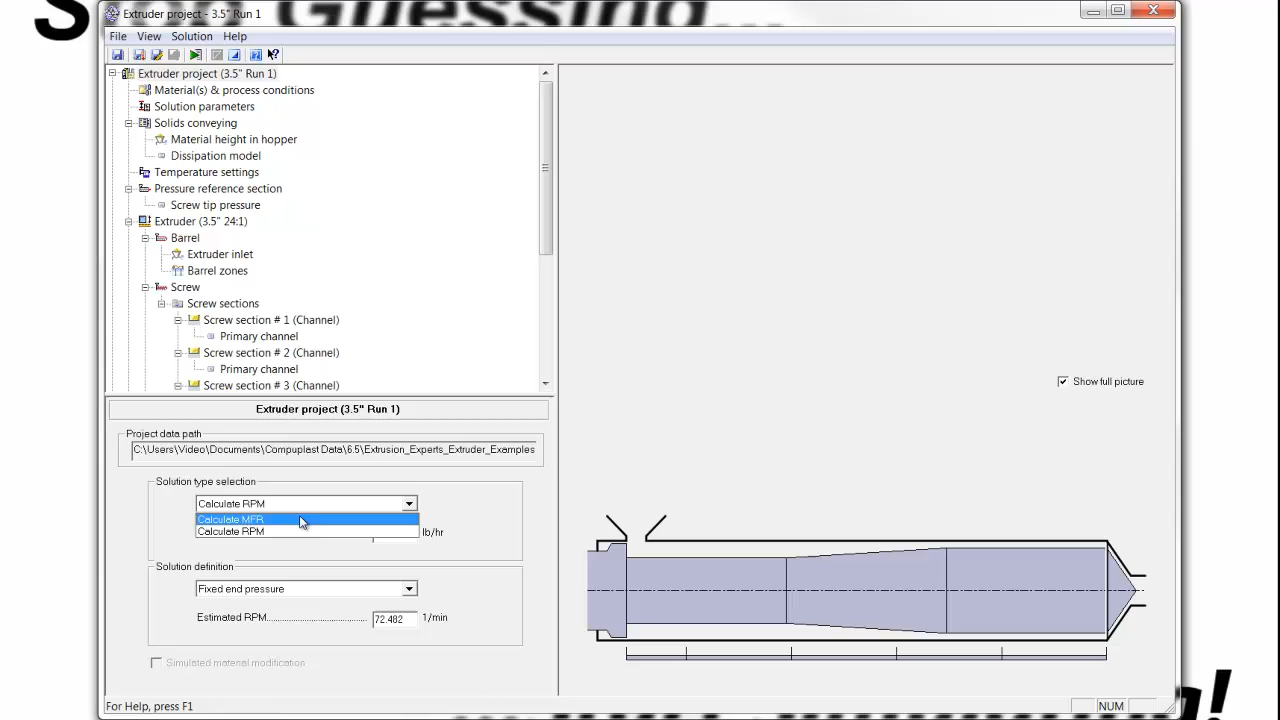 Extruder project - 3.5" Run 1
File View Solution Help
Extruder project (3.5" Run 1)
Material(s) & process conditions
Solution parameters
Solids conveying
Material height in hopper
Dissipation model
Temperature settings
Pressure reference section
Screw tip pressure
Extruder (3.5" 24:1)
Barrel
Extruder inlet
Barrel zones
Screw
Screw sections
Screw section # 1 (Channel)
Primary channel
Screw section # 2 (Channel)
Primary channel
Screw section # 3 (Channel)
Extruder project (3.5" Run 1)
Project data path
C:\Users\Video\Documents\Compuplast Data\6.5\Extrusion_Experts_Extruder_Examples
Solution type selection
Calculate RPM
Calculate MFR
Calculate RPM
lb/hr
Solution definition
Fixed end pressure
Estimated RPM.......................... 72.482 1/min
Simulated material modification
Show full picture
For Help, press F1
NUM